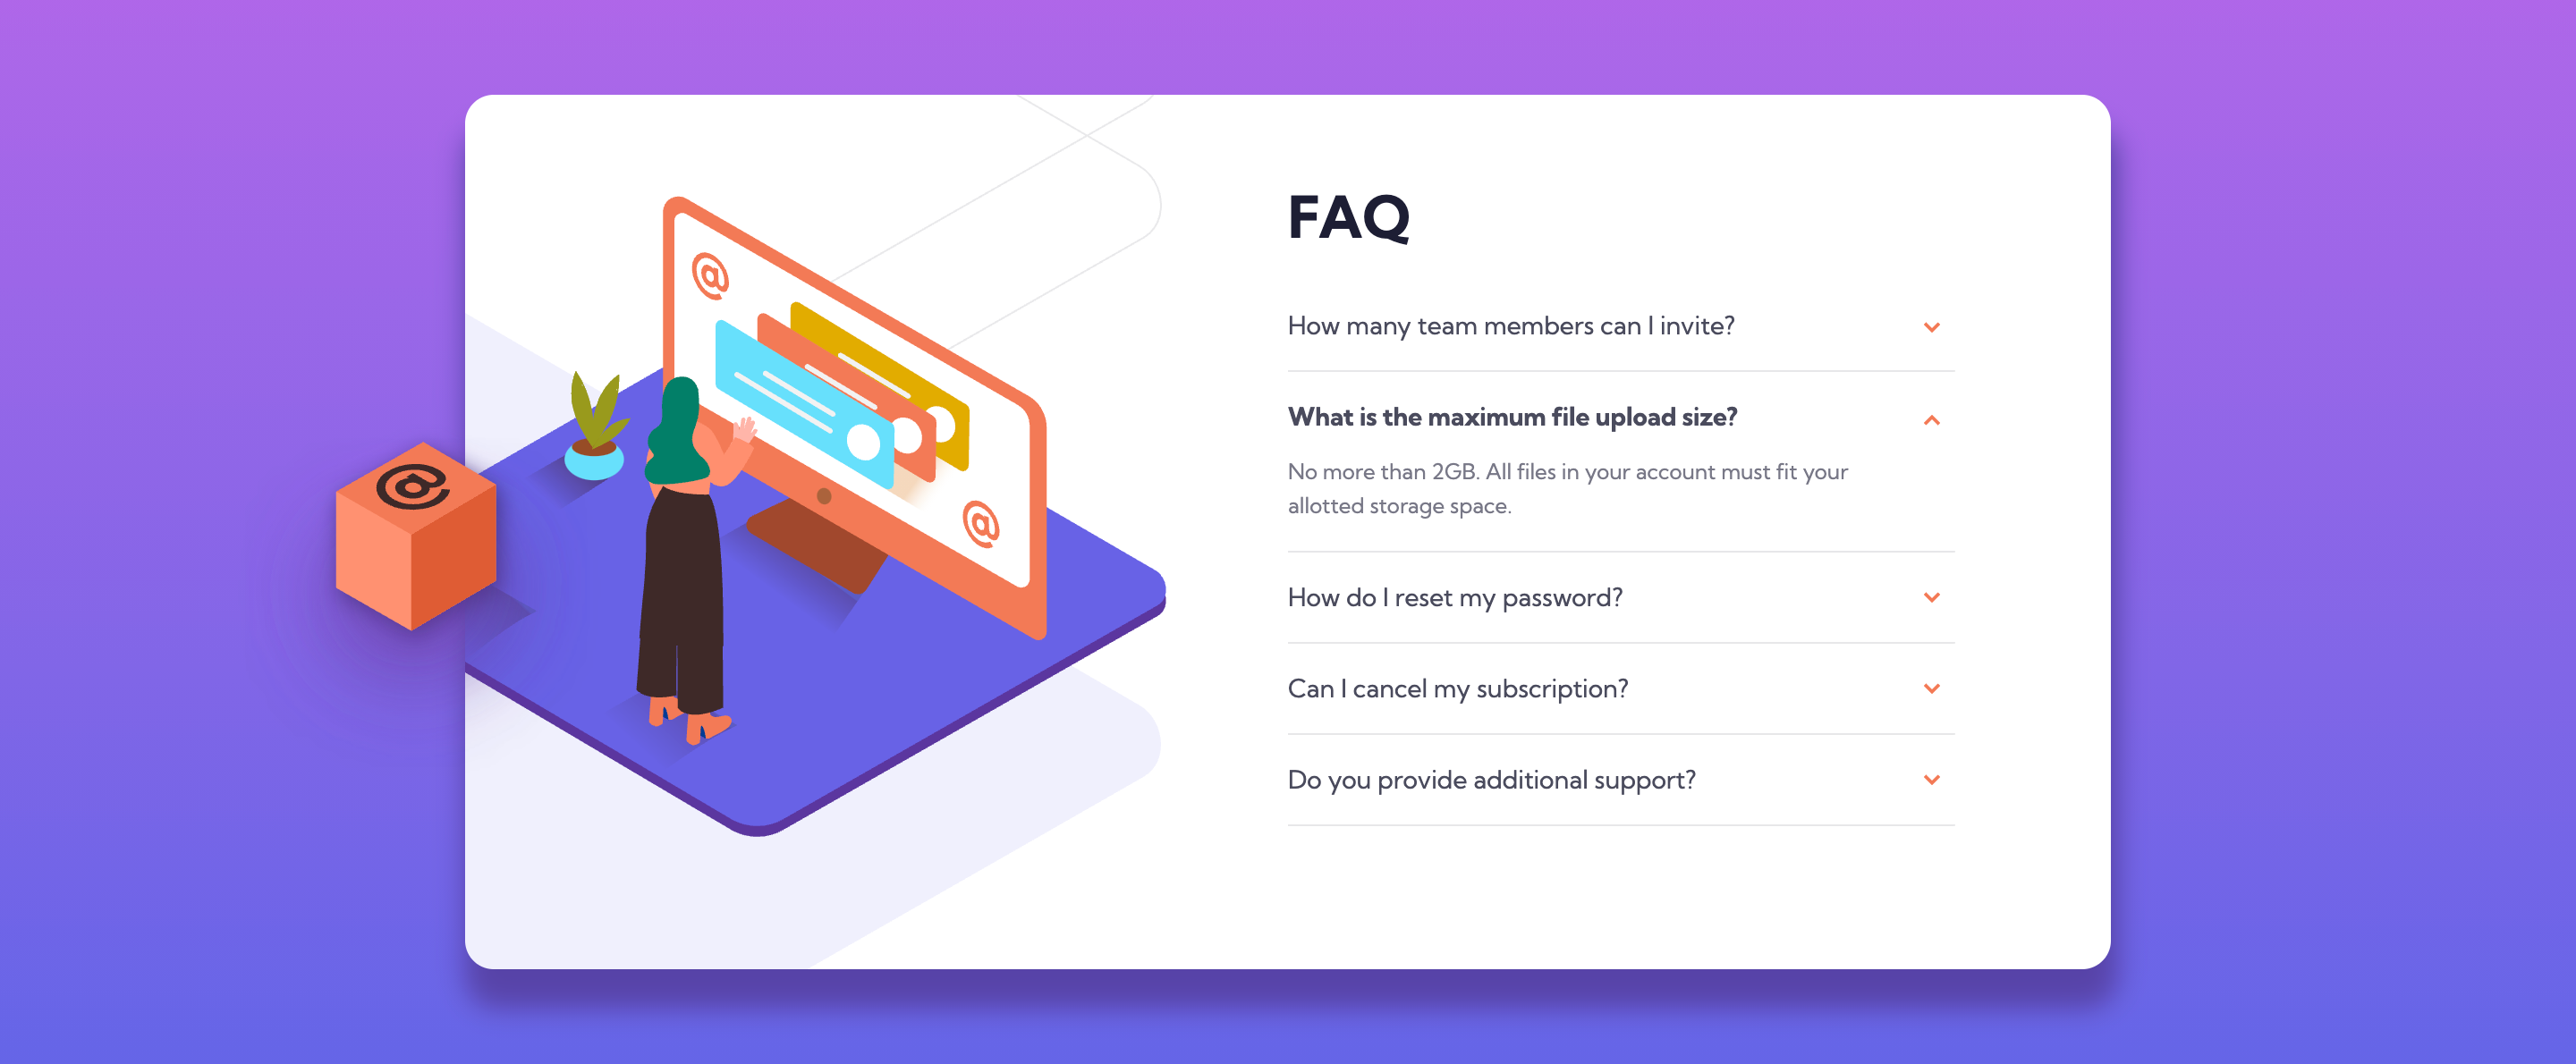 FAQ
How many team members can I invite?
What is the maximum file upload size?
No more than 2GB. All files in your account must fit your
allotted storage space.
How do I reset my password?
Can I cancel my subscription?
Do you provide additional support?
@
@
@